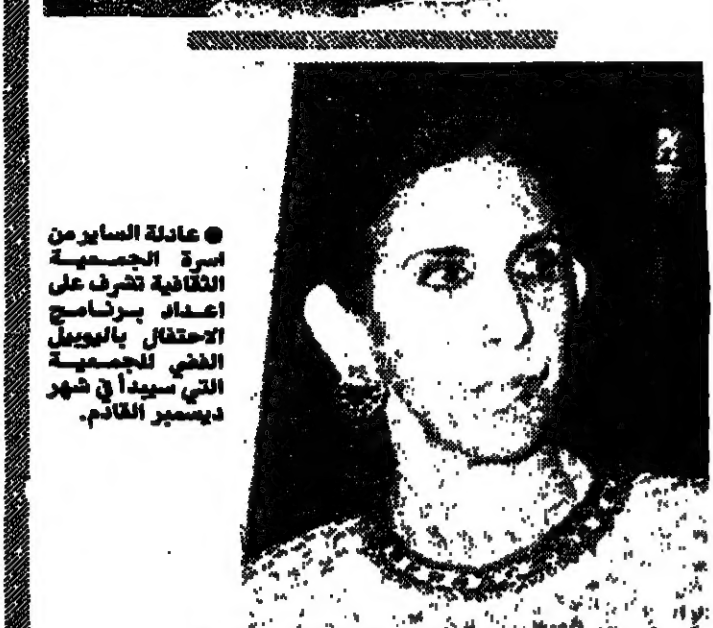 ● عادلة الساير من
اسرة الجمعية
الثقافية تشرف على
اعداد برنامج
الاحتفال باليوبيل
الفضي للجمعية
التي سيبدأ في شهر
ديسمبر القادم.